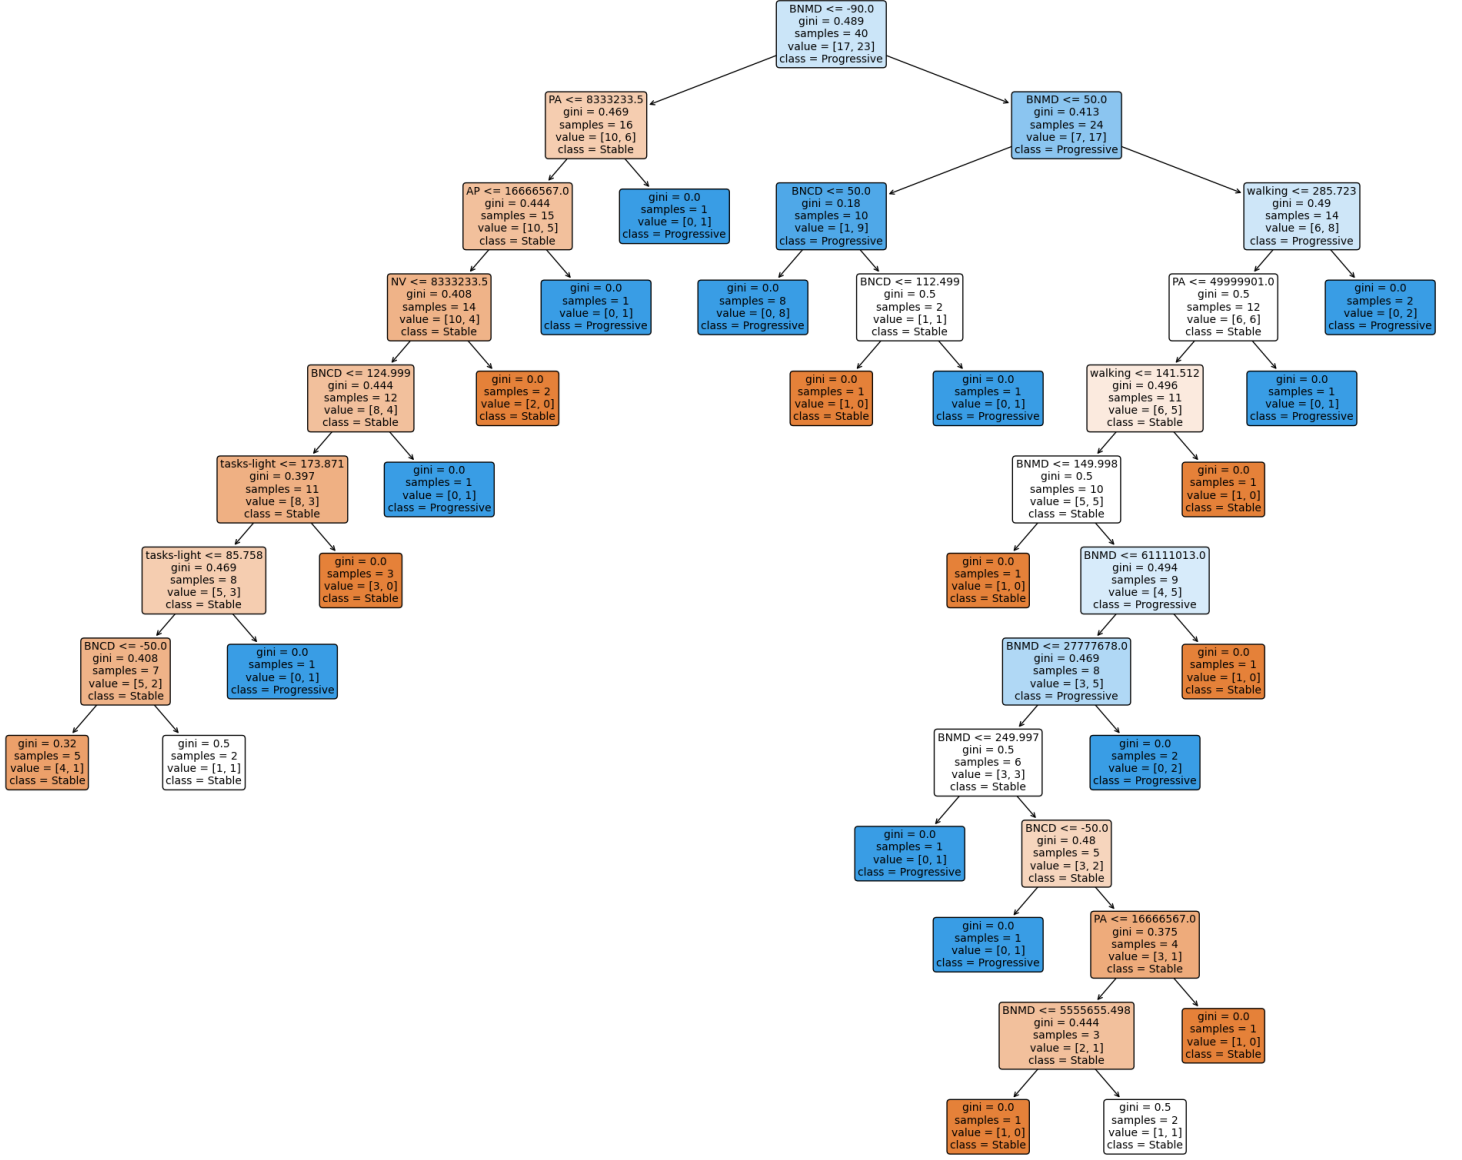 BNMD <= -90.0
gini = 0.489
samples = 40
value = [17, 23]
class = Progressive
PA <= 8333233.5
gini = 0.469
samples = 16
value = [10, 6]
class = Stable
BNMD <= 50.0
gini = 0.413
samples = 24
value = [7, 17]
class = Progressive
AP <= 16666567.0
gini = 0.444
samples = 15
value = [10, 5]
class = Stable
gini = 0.0
samples = 1
value = [0, 1]
class = Progressive
BNCD <= 50.0
gini = 0.18
samples = 10
value = [1, 9]
class = Progressive
walking <= 285.723
gini = 0.49
samples = 14
value = [6, 8]
class = Progressive
NV <= 8333233.5
gini = 0.408
samples = 14
value = [10, 4]
class = Stable
gini = 0.0
samples = 1
value = [0, 1]
class = Progressive
gini = 0.0
samples = 8
value = [0, 8]
class = Progressive
BNCD <= 112.499
gini = 0.5
samples = 2
value = [1, 1]
class = Stable
PA <= 49999901.0
gini = 0.5
samples = 12
value = [6, 6]
class = Stable
gini = 0.0
samples = 2
value = [0, 2]
class = Progressive
BNCD <= 124.999
gini = 0.444
samples = 12
value = [8, 4]
class = Stable
gini = 0.0
samples = 2
value = [2, 0]
class = Stable
gini = 0.0
samples = 1
value = [1, 0]
class = Stable
gini = 0.0
samples = 1
value = [0, 1]
class = Progressive
walking <= 141.512
gini = 0.496
samples = 11
value = [6, 5]
class = Stable
gini = 0.0
samples = 1
value = [0, 1]
class = Progressive
tasks-light <= 173.871
gini = 0.397
samples = 11
value = [8, 3]
class = Stable
gini = 0.0
samples = 1
value = [0, 1]
class = Progressive
BNMD <= 149.998
gini = 0.5
samples = 10
value = [5, 5]
class = Stable
gini = 0.0
samples = 1
value = [1, 0]
class = Stable
tasks-light <= 85.758
gini = 0.469
samples = 8
value = [5, 3]
class = Stable
gini = 0.0
samples = 3
value = [3, 0]
class = Stable
gini = 0.0
samples = 1
value = [1, 0]
class = Stable
BNMD <= 61111013.0
gini = 0.494
samples = 9
value = [4, 5]
class = Progressive
BNCD <= -50.0
gini = 0.408
samples = 7
value = [5, 2]
class = Stable
gini = 0.0
samples = 1
value = [0, 1]
class = Progressive
BNMD <= 27777678.0
gini = 0.469
samples = 8
value = [3, 5]
class = Progressive
gini = 0.0
samples = 1
value = [1, 0]
class = Stable
gini = 0.32
samples = 5
value = [4, 1]
class = Stable
gini = 0.5
samples = 2
value = [1, 1]
class = Stable
BNMD <= 249.997
gini = 0.5
samples = 6
value = [3, 3]
class = Stable
gini = 0.0
samples = 2
value = [0, 2]
class = Progressive
gini = 0.0
samples = 1
value = [0, 1]
class = Progressive
BNCD <= -50.0
gini = 0.48
samples = 5
value = [3, 2]
class = Stable
gini = 0.0
samples = 1
value = [0, 1]
class = Progressive
PA <= 16666567.0
gini = 0.375
samples = 4
value = [3, 1]
class = Stable
BNMD <= 5555655.498
gini = 0.444
samples = 3
value = [2, 1]
class = Stable
gini = 0.0
samples = 1
value = [1, 0]
class = Stable
gini = 0.0
samples = 1
value = [1, 0]
class = Stable
gini = 0.5
samples = 2
value = [1, 1]
class = Stable